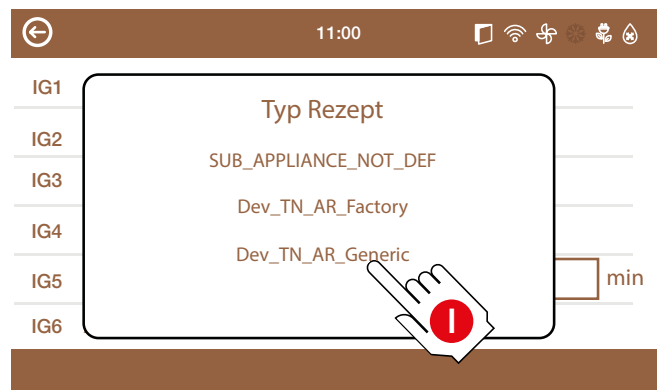 11:00
IG1
Typ Rezept
IG2
SUB_APPLIANCE_NOT_DEF
IG3
Dev_TN_AR_Factory
IG4
Dev_TN_AR_Generic
IG5
min
IG6
I